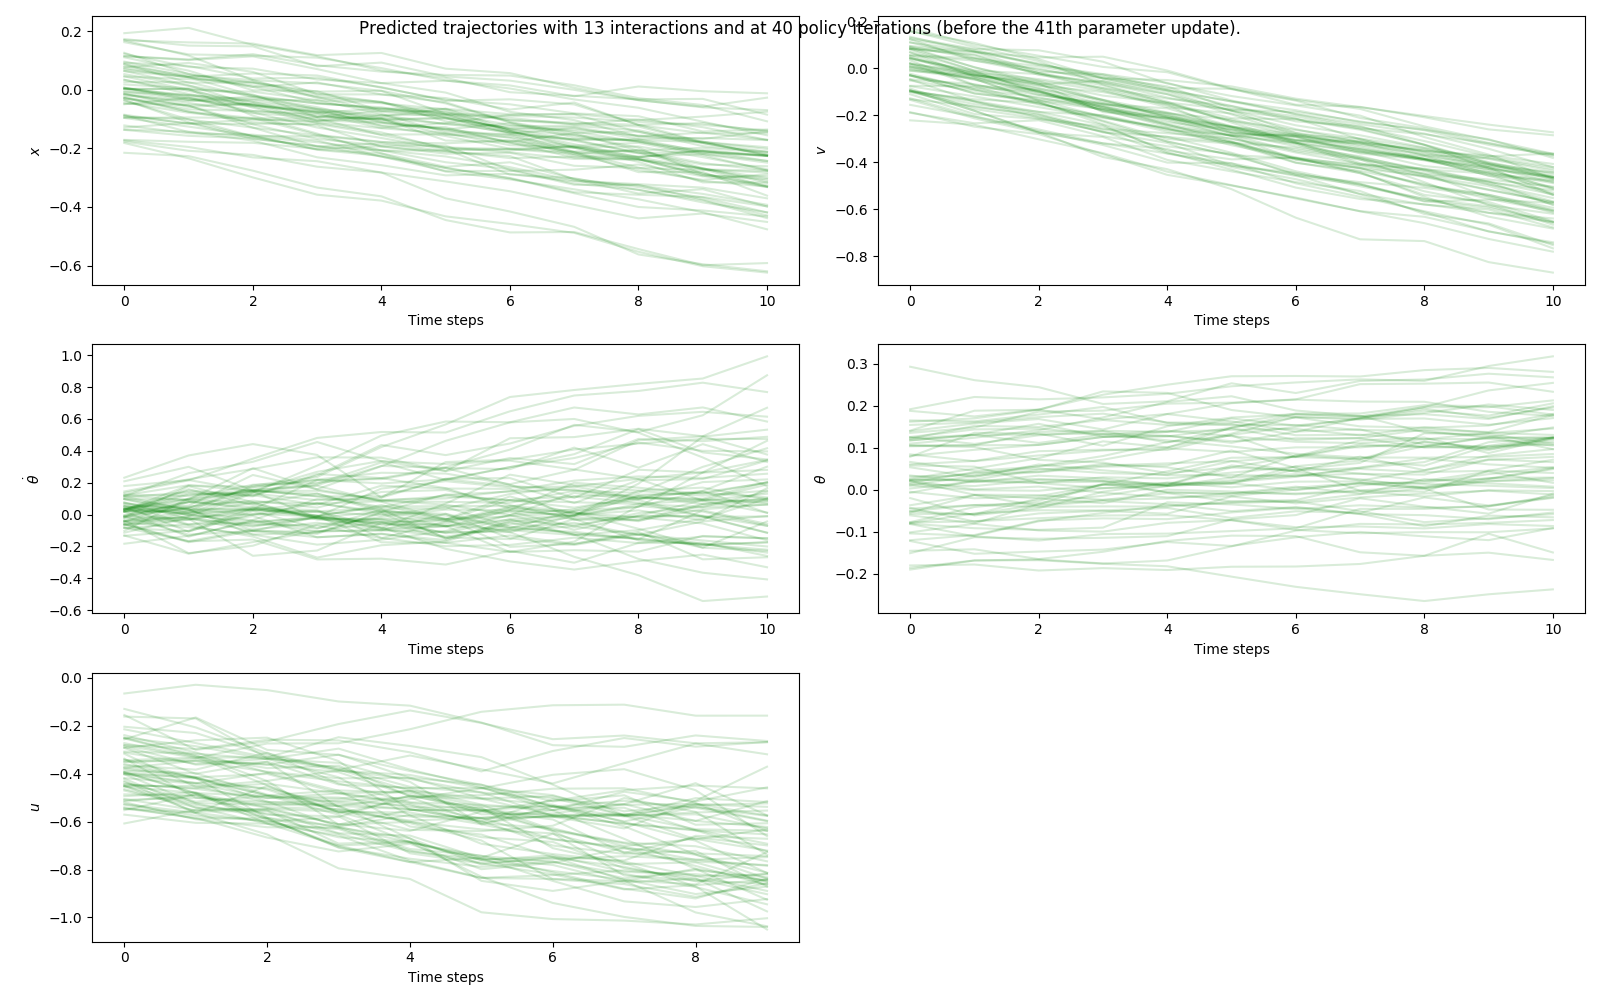 Predicted trajectories with 13 interactions and at 40 policy iterations (before the 41th parameter update).
0.2
0.0
−0.2
−0.4
−0.6
x
0 2 4 6 8 10
Time steps
0.2
0.0
−0.2
−0.4
−0.6
−0.8
v
0 2 4 6 8 10
Time steps
1.0
0.8
0.6
0.4
0.2
0.0
−0.2
−0.4
−0.6
θ̇
0 2 4 6 8 10
Time steps
0.3
0.2
0.1
0.0
−0.1
−0.2
θ
0 2 4 6 8 10
Time steps
0.0
−0.2
−0.4
−0.6
−0.8
−1.0
u
0 2 4 6 8
Time steps